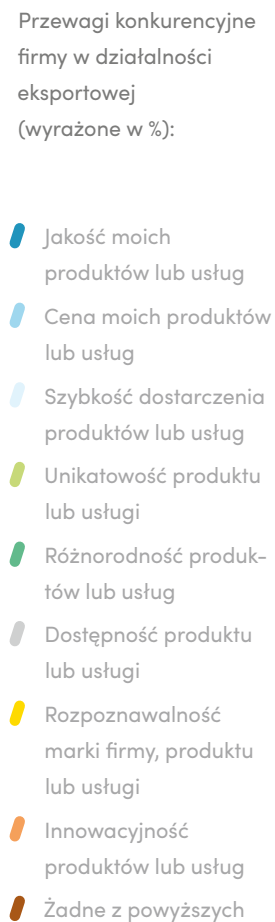 Przewagi konkurencyjne
firmy w działalności
eksportowej
(wyrażone w %):
Jakość moich
produktów lub usług
Cena moich produktów
lub usług
Szybkość dostarczenia
produktów lub usług
Unikatowość produktu
lub usługi
Różnorodność produk-
tów lub usług
Dostępność produktu
lub usługi
Rozpoznawalność
marki firmy, produktu
lub usługi
Innowacyjność
produktów lub usług
Żadne z powyższych